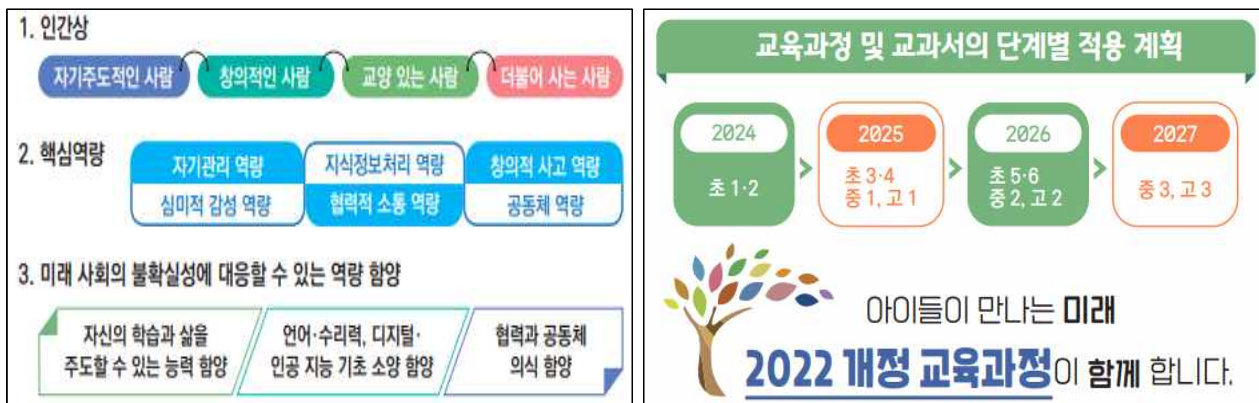 1. 인간상
자기주도적인 사람 창의적인 사람 교양 있는 사람 더불어 사는 사람
2. 핵심역량
자기관리 역량 지식정보처리 역량 창의적 사고 역량
심미적 감성 역량 협력적 소통 역량 공동체 역량
3. 미래 사회의 불확실성에 대응할 수 있는 역량 함양
자신의 학습과 삶을
주도할 수 있는 능력 함양
언어·수리력, 디지털·
인공 지능 기초 소양 함양
협력과 공동체
의식 함양
교육과정 및 교과서의 단계별 적용 계획
2024
초 1·2
2025
초 3·4
중 1, 고 1
2026
초 5·6
중 2, 고 2
2027
중 3, 고 3
아이들이 만나는 미래
2022 개정 교육과정이 함께 합니다.